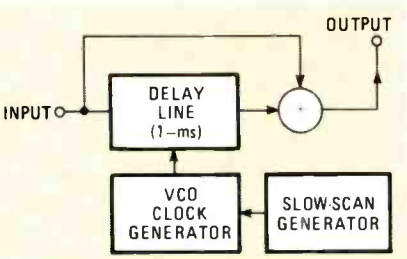 OUTPUT
INPUT
DELAY
LINE
(1-ms)
+
VCO
CLOCK
GENERATOR
SLOW-SCAN
GENERATOR